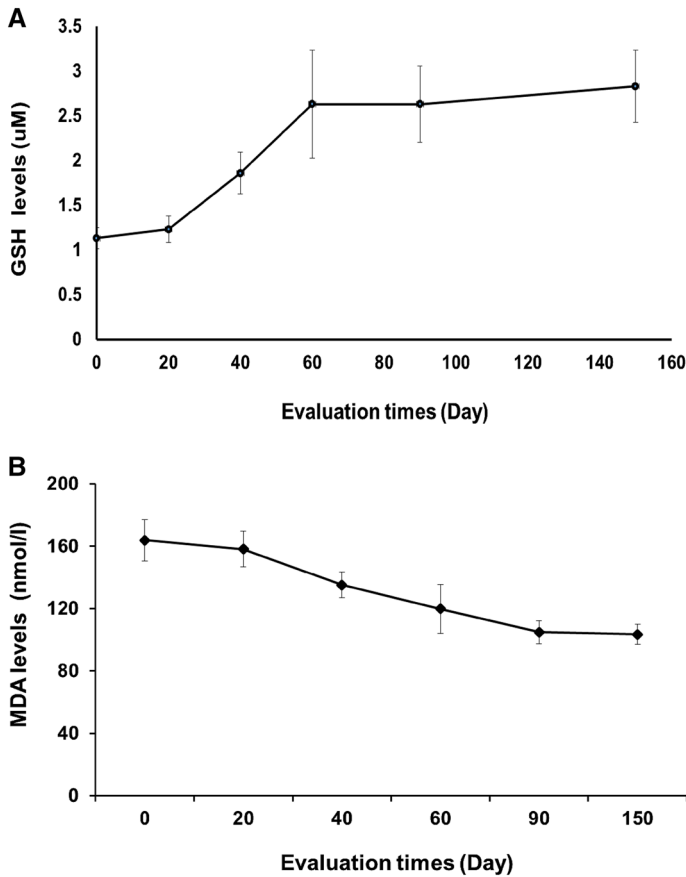 A
3.5
3
2.5
2
1.5
1
0.5
0
GSH levels (uM)
0 20 40 60 80 100 120 140 160
Evaluation times (Day)
B
200
160
120
80
40
0
MDA levels (nmol/l)
0 20 40 60 90 150
Evaluation times (Day)